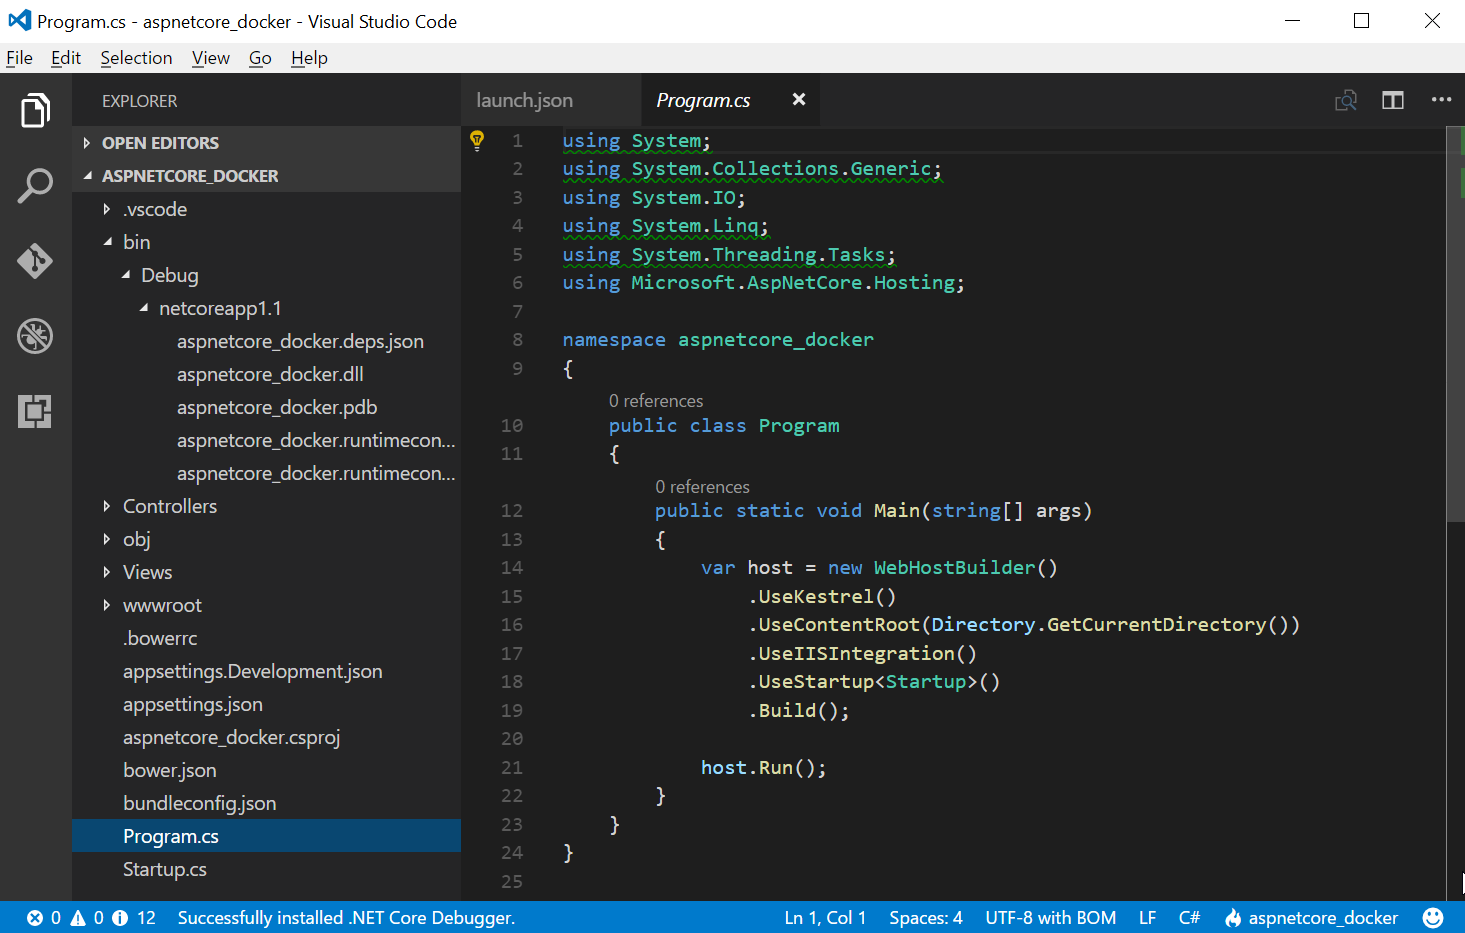 Program.cs - aspnetcore_docker - Visual Studio Code
File Edit Selection View Go Help
EXPLORER
OPEN EDITORS
ASPNETCORE_DOCKER
.vscode
bin
Debug
netcoreapp1.1
aspnetcore_docker.deps.json
aspnetcore_docker.dll
aspnetcore_docker.pdb
aspnetcore_docker.runtimecon...
aspnetcore_docker.runtimecon...
Controllers
obj
Views
wwwroot
.bowerrc
appsettings.Development.json
appsettings.json
aspnetcore_docker.csproj
bower.json
bundleconfig.json
Program.cs
Startup.cs
launch.json Program.cs
1 using System;
2 using System.Collections.Generic;
3 using System.IO;
4 using System.Linq;
5 using System.Threading.Tasks;
6 using Microsoft.AspNetCore.Hosting;
7
8 namespace aspnetcore_docker
9 {
0 references
10 public class Program
11 {
0 references
12 public static void Main(string[] args)
13 {
14 var host = new WebHostBuilder()
15 .UseKestrel()
16 .UseContentRoot(Directory.GetCurrentDirectory())
17 .UseIISIntegration()
18 .UseStartup<Startup>()
19 .Build();
20
21 host.Run();
22 }
23 }
24 }
25
0 0 12 Successfully installed .NET Core Debugger. Ln 1, Col 1 Spaces: 4 UTF-8 with BOM LF C# aspnetcore_docker